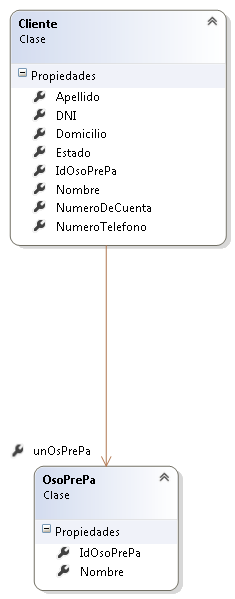 Cliente
Clase
Propiedades
Apellido
DNI
Domicilio
Estado
IdOsoPrePa
Nombre
NumeroDeCuenta
NumeroTelefono
unOsPrePa
OsoPrePa
Clase
Propiedades
IdOsoPrePa
Nombre